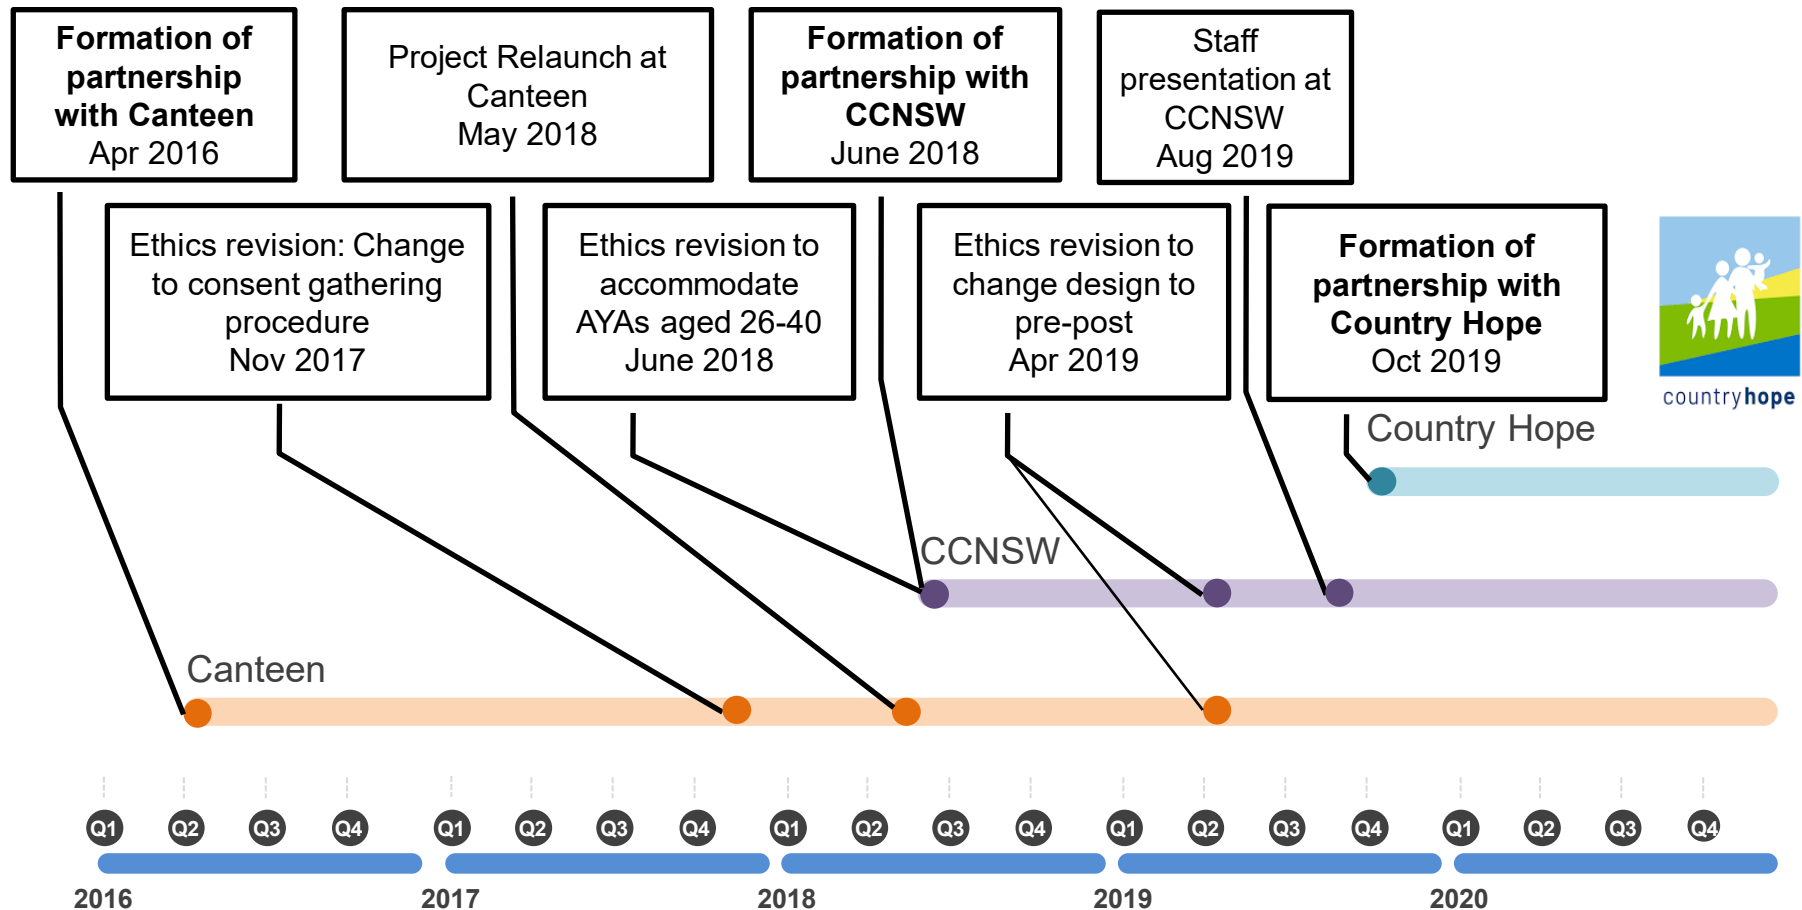 Formation of
partnership
with Canteen
Apr 2016
Project Relaunch at
Canteen
May 2018
Formation of
partnership with
CCNSW
June 2018
Staff
presentation at
CCNSW
Aug 2019
Ethics revision: Change
to consent gathering
procedure
Nov 2017
Ethics revision to
accommodate
AYAs aged 26-40
June 2018
Ethics revision to
change design to
pre-post
Apr 2019
Formation of
partnership with
Country Hope
Oct 2019
countryhope
Country Hope
CCNSW
Canteen
Q1 Q2 Q3 Q4 Q1 Q2 Q3 Q4 Q1 Q2 Q3 Q4 Q1 Q2 Q3 Q4 Q1 Q2 Q3 Q4
2016 2017 2018 2019 2020